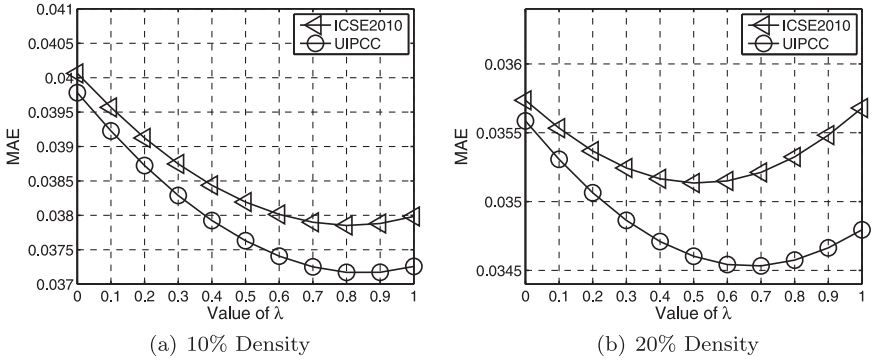 0.041
0.0405
0.04
0.0395
0.039
0.0385
0.038
0.0375
0.037
MAE
ICSE2010
UIPCC
0 0.1 0.2 0.3 0.4 0.5 0.6 0.7 0.8 0.9 1
Value of λ
(a) 10% Density
0.036
0.0355
0.035
0.0345
MAE
ICSE2010
UIPCC
0 0.1 0.2 0.3 0.4 0.5 0.6 0.7 0.8 0.9 1
Value of λ
(b) 20% Density